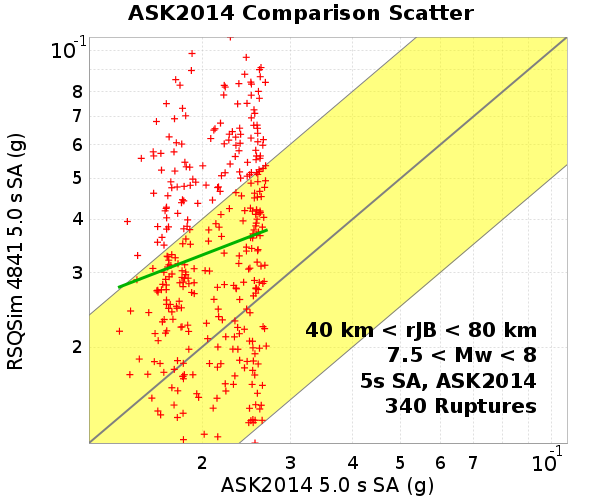 ASK2014 Comparison Scatter
RSQSim 4841 5.0 s SA (g)
10-1
8
7
6
5
4
3
2
40 km < rJB < 80 km
7.5 < Mw < 8
5s SA, ASK2014
340 Ruptures
2 3 4 5 6 7 10-1
ASK2014 5.0 s SA (g)